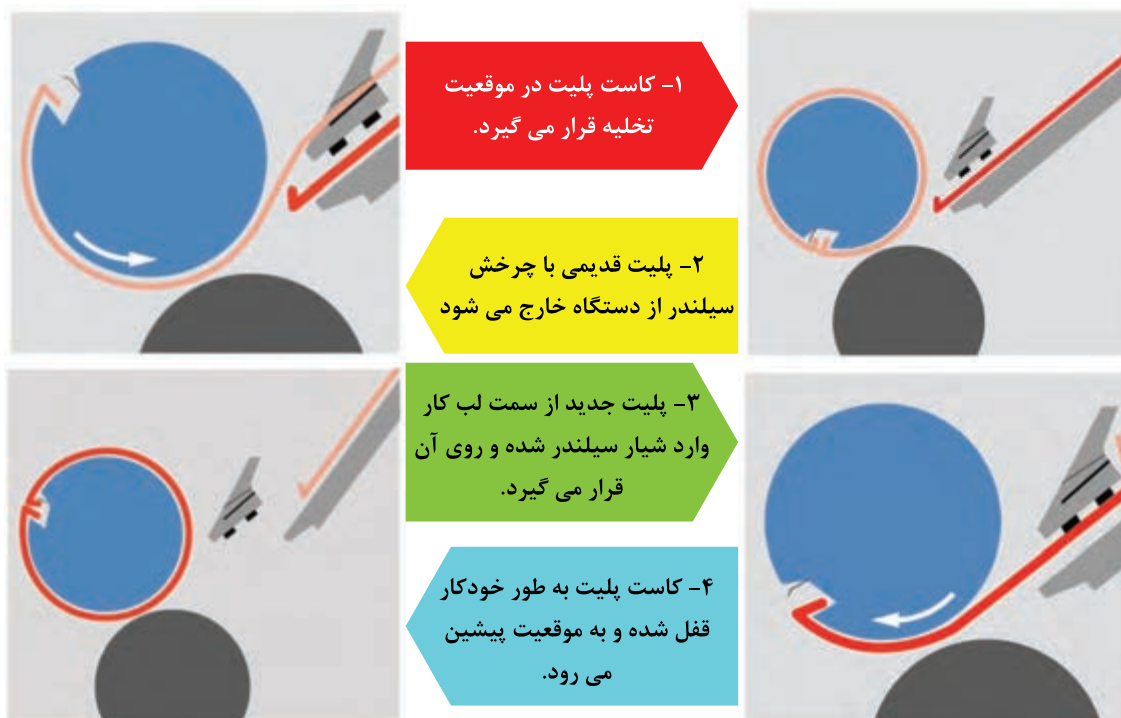 ۱- کاست پلیت در موقعیت
تخلیه قرار می گیرد.
۲- پلیت قدیمی با چرخش
سیلندر از دستگاه خارج می شود
۳- پلیت جدید از سمت لب کار
وارد شیار سیلندر شده و روی آن
قرار می گیرد.
۴- کاست پلیت به طور خودکار
قفل شده و به موقعیت پیشین
می رود.